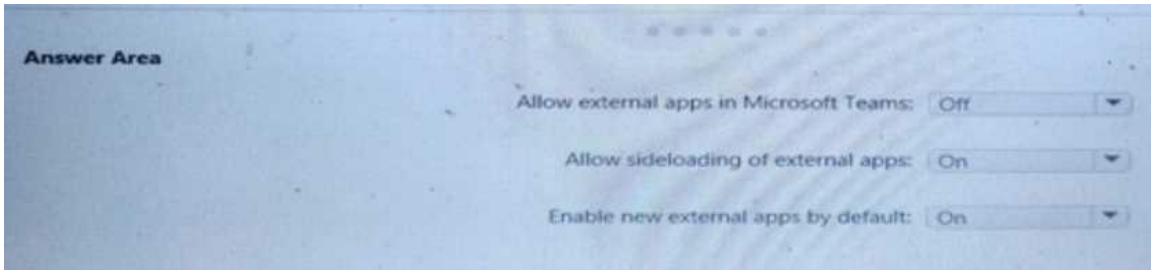 Answer Area
Allow external apps in Microsoft Teams: Off
Allow sideloading of external apps: On
Enable new external apps by default: On